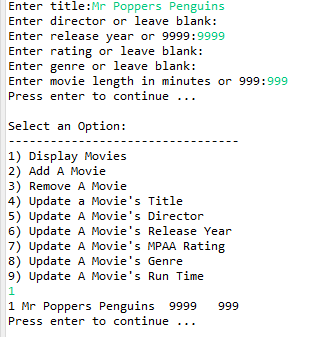 Enter title:Mr Poppers Penguins
Enter director or leave blank:
Enter release year or 9999:9999
Enter rating or leave blank:
Enter genre or leave blank:
Enter movie length in minutes or 999:999
Press enter to continue ...

Select an Option:
---------------------------------
1) Display Movies
2) Add A Movie
3) Remove A Movie
4) Update a Movie's Title
5) Update A Movie's Director
6) Update A Movie's Release Year
7) Update A Movie's MPAA Rating
8) Update A Movie's Genre
9) Update A Movie's Run Time
1
1 Mr Poppers Penguins  9999   999
Press enter to continue ...